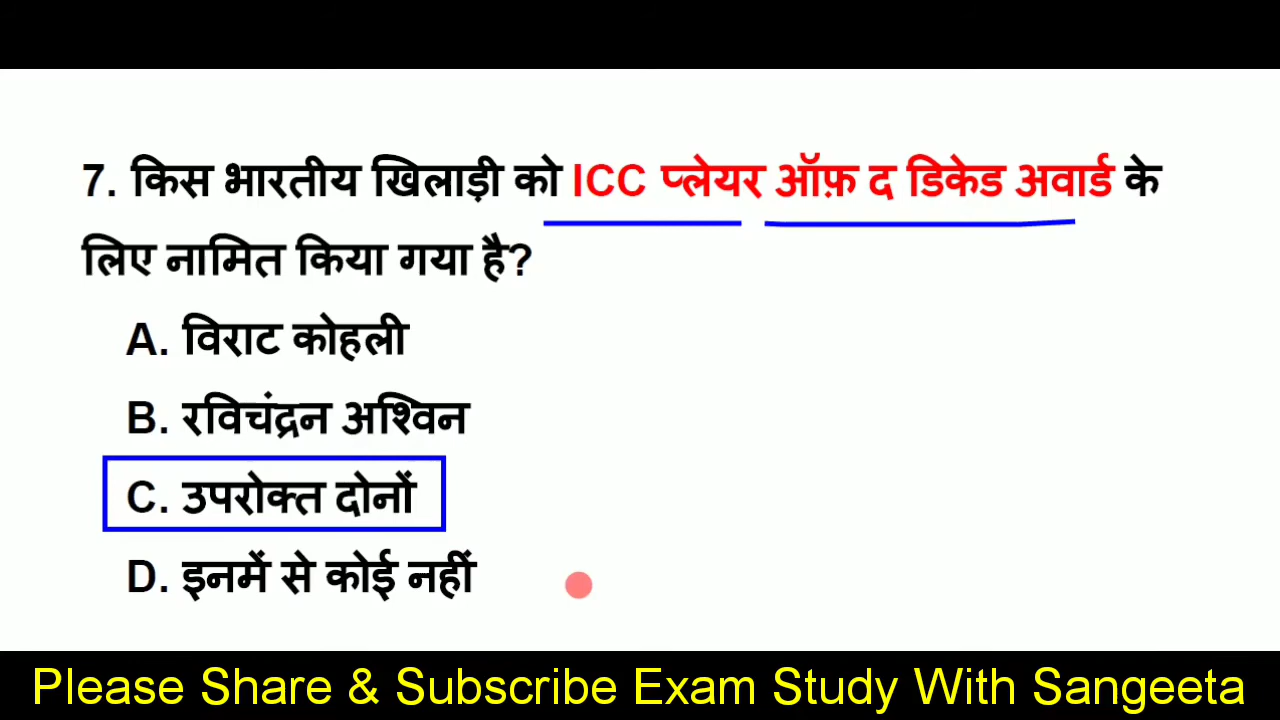 7. किस भारतीय खिलाड़ी को ICC प्लेयर ऑफ़ द डिकेड अवार्ड के
लिए नामित किया गया है?
A. विराट कोहली
B. रविचंद्रन अश्विन
C. उपरोक्त दोनों
D. इनमें से कोई नहीं
Please Share & Subscribe Exam Study With Sangeeta